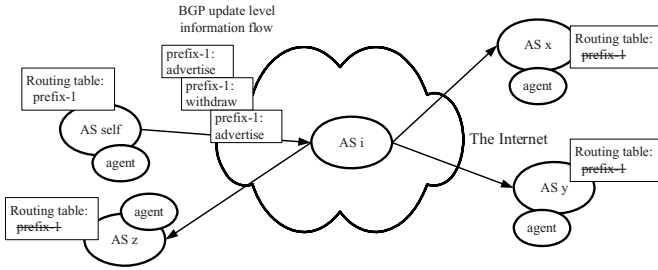 BGP update level
information flow
prefix-1:
advertise
prefix-1:
withdraw
prefix-1:
advertise
Routing table:
prefix-1
AS self
agent
AS i
The Internet
AS x
agent
Routing table:
prefix-1
Routing table:
prefix-1
AS y
agent
Routing table:
prefix-1
agent
AS z